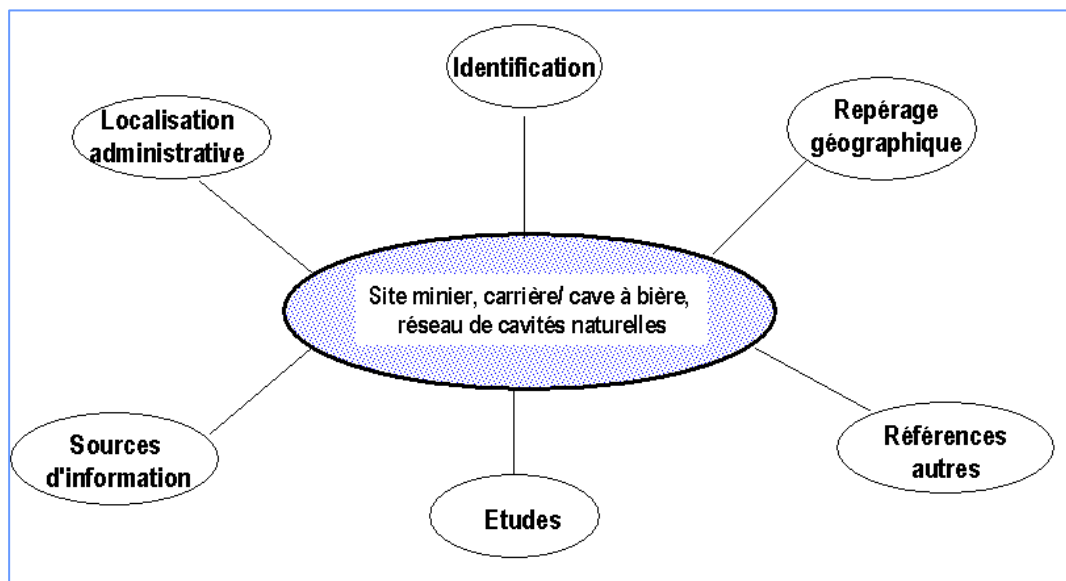 Identification
Localisation
administrative
Repérage
géographique
Site minier, carrière/ cave à bière,
réseau de cavités naturelles
Sources
d'information
Etudes
Références
autres